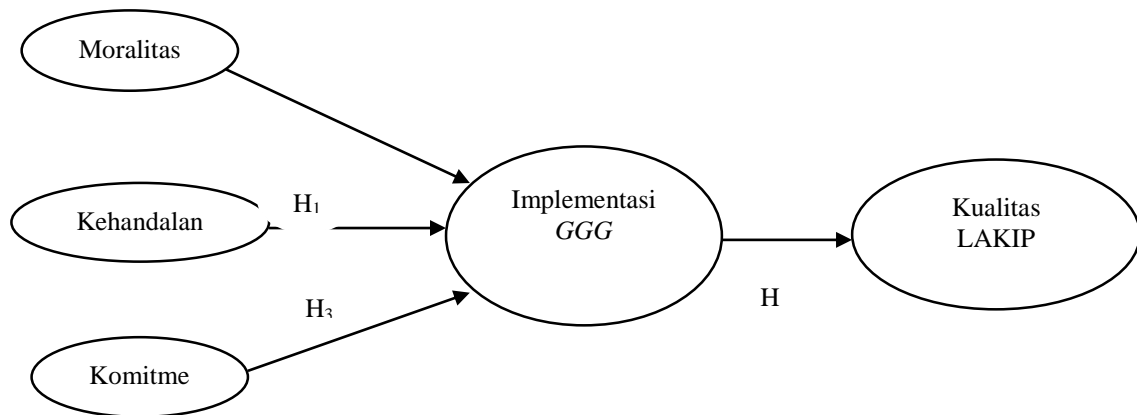 Moralitas
Kehandalan
H₁
Implementasi
GGG
Kualitas
LAKIP
H₃
H
Komitme